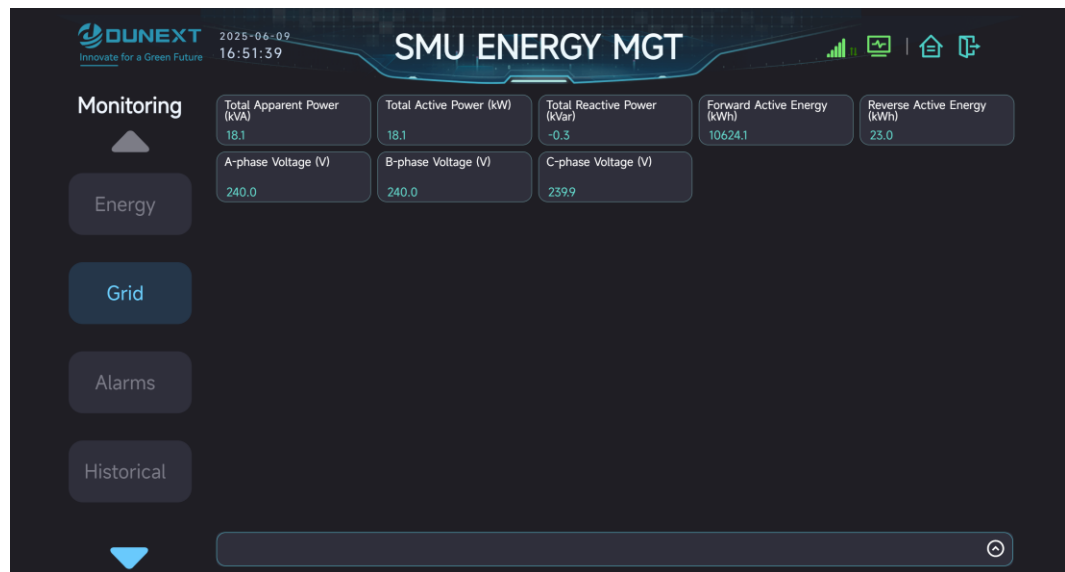 DUNEXT
Innovate for a Green Future
2025-06-09
16:51:39
SMU ENERGY MGT
Monitoring
Energy
Grid
Alarms
Historical
Total Apparent Power
(kVA)
18.1
Total Active Power (kW)
18.1
Total Reactive Power
(kVar)
-0.3
Forward Active Energy
(kWh)
10624.1
Reverse Active Energy
(kWh)
23.0
A-phase Voltage (V)
240.0
B-phase Voltage (V)
240.0
C-phase Voltage (V)
239.9